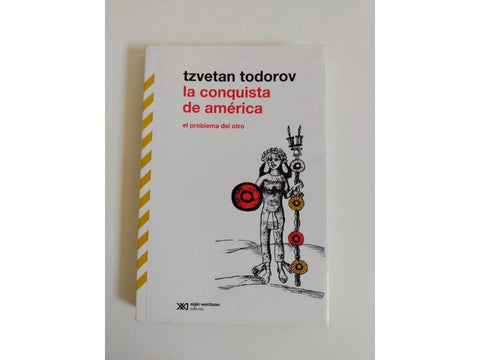 tzvetan todorov
la conquista
de américa
el problema del otro
siglo veintiuno
editores